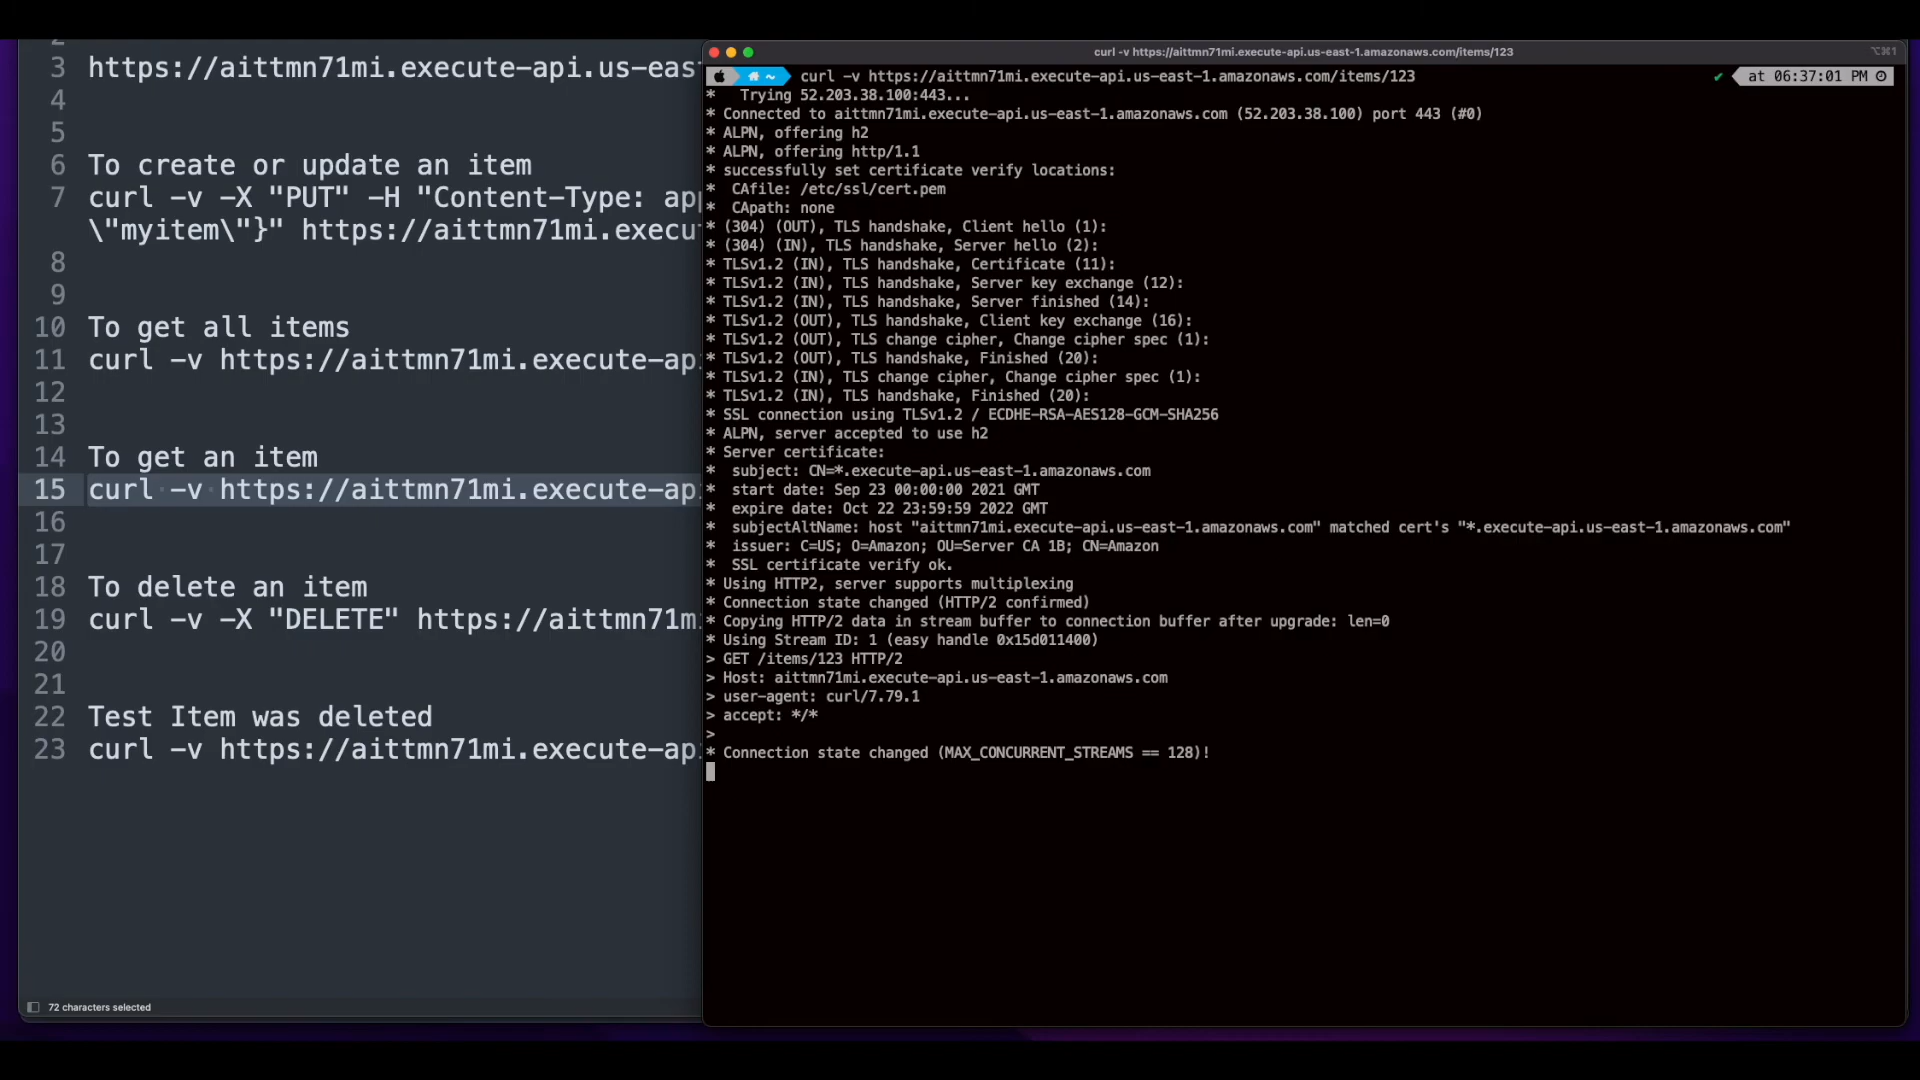 2
3 https://aittmn71mi.execute-api.us-eas
4
5
6 To create or update an item
7 curl -v -X "PUT" -H "Content-Type: app
\"myitem\"}" https://aittmn71mi.execu
8
9
10 To get all items
11 curl -v https://aittmn71mi.execute-api
12
13
14 To get an item
15 curl -v https://aittmn71mi.execute-api
16
17
18 To delete an item
19 curl -v -X "DELETE" https://aittmn71m
20
21
22 Test Item was deleted
23 curl -v https://aittmn71mi.execute-api
72 characters selected
curl -v https://aittmn71mi.execute-api.us-east-1.amazonaws.com/items/123
⌥⌘1
~ curl -v https://aittmn71mi.execute-api.us-east-1.amazonaws.com/items/123 ✔ at 06:37:01 PM
*   Trying 52.203.38.100:443...
* Connected to aittmn71mi.execute-api.us-east-1.amazonaws.com (52.203.38.100) port 443 (#0)
* ALPN, offering h2
* ALPN, offering http/1.1
* successfully set certificate verify locations:
*  CAfile: /etc/ssl/cert.pem
*  CApath: none
* (304) (OUT), TLS handshake, Client hello (1):
* (304) (IN), TLS handshake, Server hello (2):
* TLSv1.2 (IN), TLS handshake, Certificate (11):
* TLSv1.2 (IN), TLS handshake, Server key exchange (12):
* TLSv1.2 (IN), TLS handshake, Server finished (14):
* TLSv1.2 (OUT), TLS handshake, Client key exchange (16):
* TLSv1.2 (OUT), TLS change cipher, Change cipher spec (1):
* TLSv1.2 (OUT), TLS handshake, Finished (20):
* TLSv1.2 (IN), TLS change cipher, Change cipher spec (1):
* TLSv1.2 (IN), TLS handshake, Finished (20):
* SSL connection using TLSv1.2 / ECDHE-RSA-AES128-GCM-SHA256
* ALPN, server accepted to use h2
* Server certificate:
*  subject: CN=*.execute-api.us-east-1.amazonaws.com
*  start date: Sep 23 00:00:00 2021 GMT
*  expire date: Oct 22 23:59:59 2022 GMT
*  subjectAltName: host "aittmn71mi.execute-api.us-east-1.amazonaws.com" matched cert's "*.execute-api.us-east-1.amazonaws.com"
*  issuer: C=US; O=Amazon; OU=Server CA 1B; CN=Amazon
*  SSL certificate verify ok.
* Using HTTP2, server supports multiplexing
* Connection state changed (HTTP/2 confirmed)
* Copying HTTP/2 data in stream buffer to connection buffer after upgrade: len=0
* Using Stream ID: 1 (easy handle 0x15d011400)
> GET /items/123 HTTP/2
> Host: aittmn71mi.execute-api.us-east-1.amazonaws.com
> user-agent: curl/7.79.1
> accept: */*
>
* Connection state changed (MAX_CONCURRENT_STREAMS == 128)!